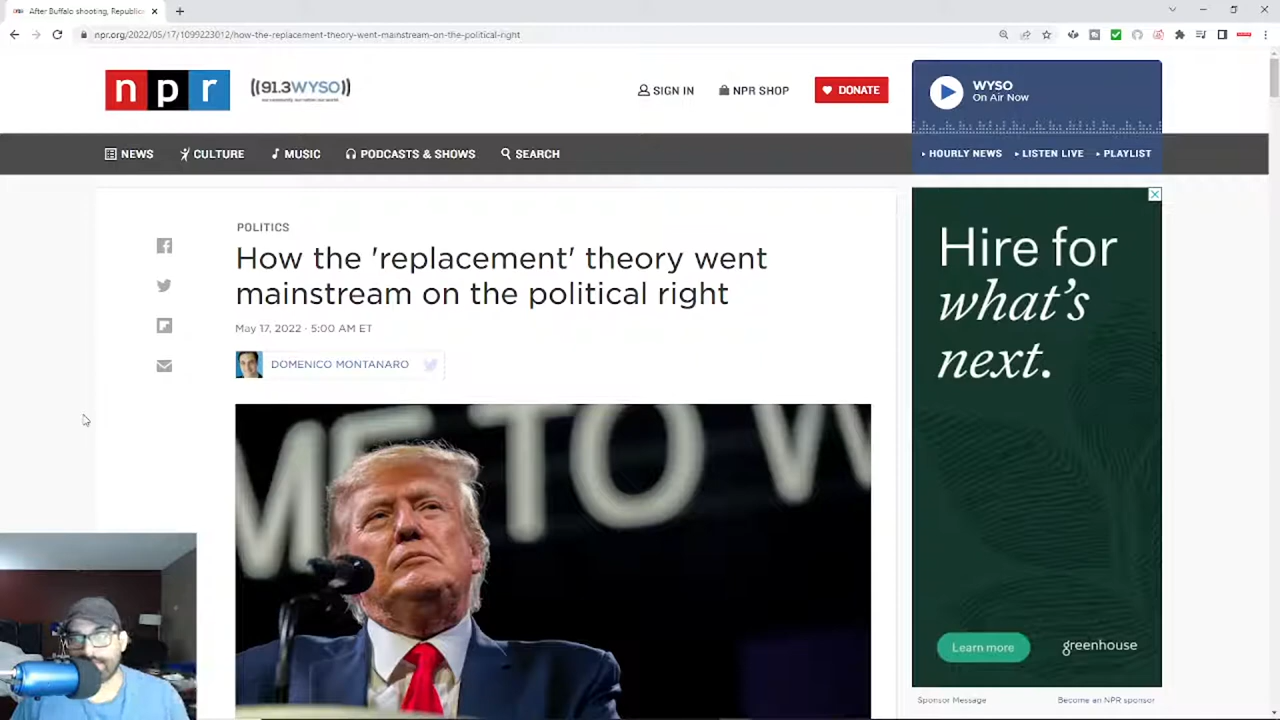 After Buffalo shooting, Republic
npr.org/2022/05/17/1099223012/how-the-replacement-theory-went-mainstream-on-the-political-right
npr
((91.3WYSO))
SIGN IN
NPR SHOP
DONATE
WYSO
On Air Now
NEWS
CULTURE
MUSIC
PODCASTS & SHOWS
SEARCH
HOURLY NEWS
LISTEN LIVE
PLAYLIST
POLITICS
How the 'replacement' theory went
mainstream on the political right
May 17, 2022 · 5:00 AM ET
DOMENICO MONTANARO
ME TO W
Hire for
what's
next.
Learn more
greenhouse
Sponsor Message
Become an NPR sponsor